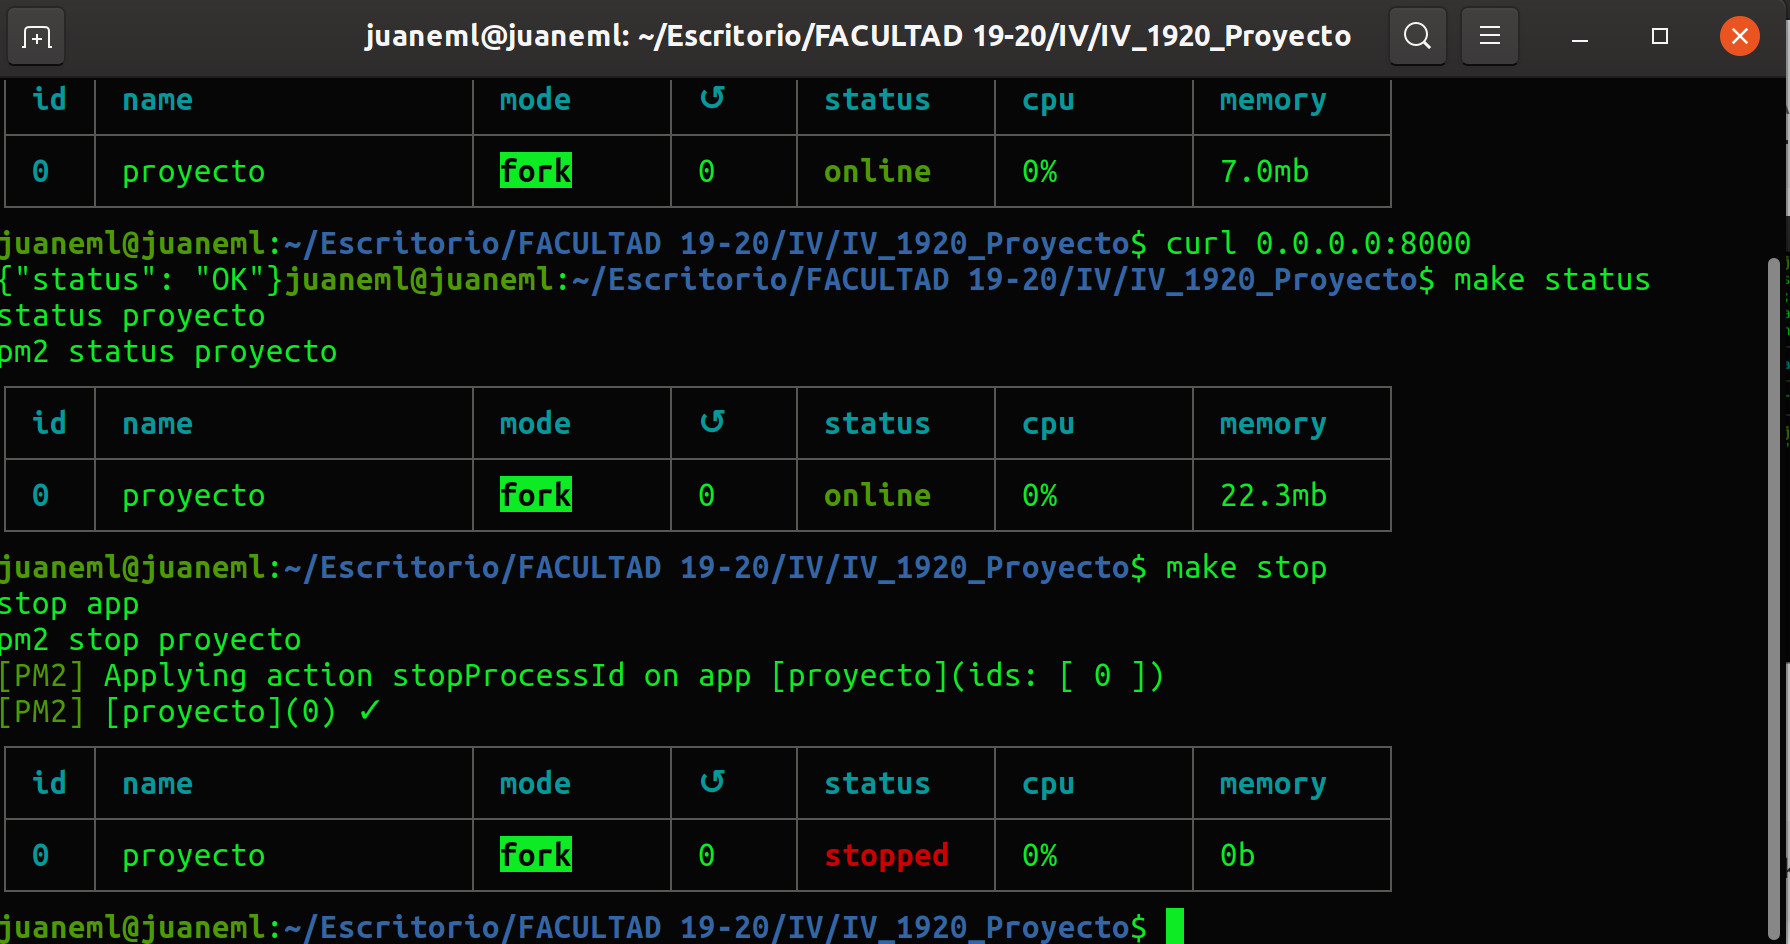 juaneml@juaneml: ~/Escritorio/FACULTAD 19-20/IV/IV_1920_Proyecto
id name mode ↺ status cpu memory
0 proyecto fork 0 online 0% 7.0mb
juaneml@juaneml:~/Escritorio/FACULTAD 19-20/IV/IV_1920_Proyecto$ curl 0.0.0.0:8000
{"status": "OK"}juaneml@juaneml:~/Escritorio/FACULTAD 19-20/IV/IV_1920_Proyecto$ make status
status proyecto
pm2 status proyecto
id name mode ↺ status cpu memory
0 proyecto fork 0 online 0% 22.3mb
juaneml@juaneml:~/Escritorio/FACULTAD 19-20/IV/IV_1920_Proyecto$ make stop
stop app
pm2 stop proyecto
[PM2] Applying action stopProcessId on app [proyecto](ids: [ 0 ])
[PM2] [proyecto](0) ✓
id name mode ↺ status cpu memory
0 proyecto fork 0 stopped 0% 0b
juaneml@juaneml:~/Escritorio/FACULTAD 19-20/IV/IV_1920_Proyecto$